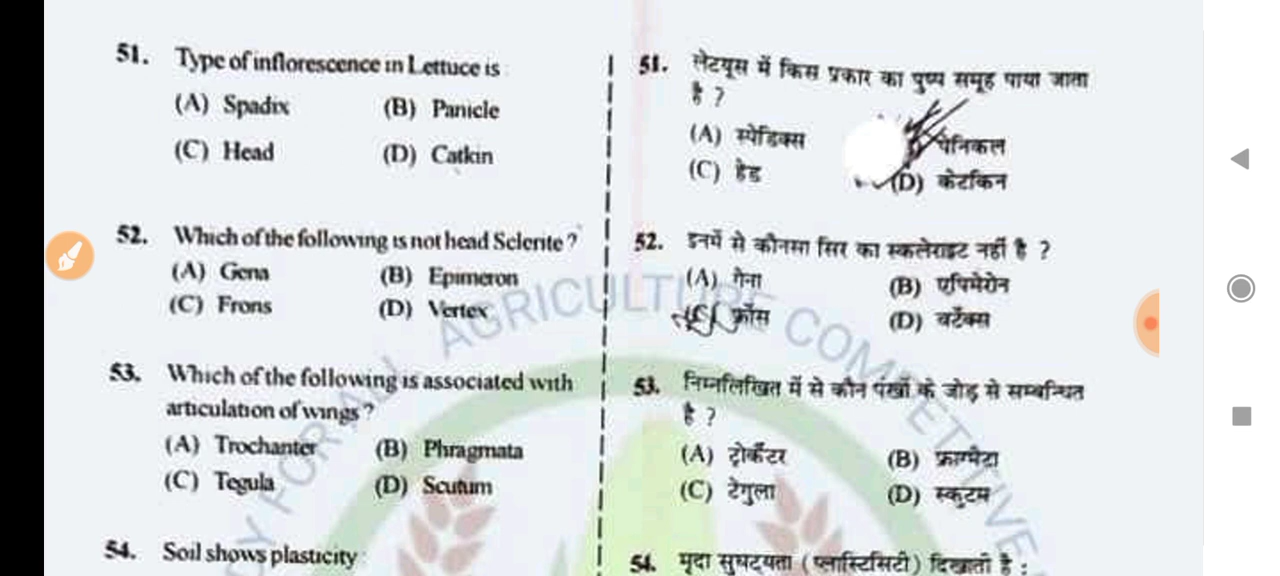 51. Type of inflorescence in Lettuce is
(A) Spadix (B) Panicle
(C) Head (D) Catkin
52. Which of the following is not head Sclerite ?
(A) Gena (B) Epimeron
(C) Frons (D) Vertex
53. Which of the following is associated with
articulation of wings ?
(A) Trochanter (B) Phragmata
(C) Tegula (D) Scutum
54. Soil shows plasticity :
51. लेटयूस में किस प्रकार का पुष्प समूह पाया जाता
है ?
(A) स्पेडिक्स पेनिकल
(C) हेड (D) केटकिन
52. इनमें से कौनसा सिर का स्कलेराइट नहीं है ?
(A) गेना (B) एपिमेरोन
फ्रोंस (D) वर्टेक्स
53. निम्नलिखित में से कौन पंखों के जोड़ से सम्बन्धित
है ?
(A) ट्रोकेंटर (B) फ्राग्मेटा
(C) टेगुला (D) स्कुटम
54. मृदा सुघट्यता ( प्लास्टिसिटी ) दिखाती है :
FOR ALL AGRICULTURE COMPETITIVE